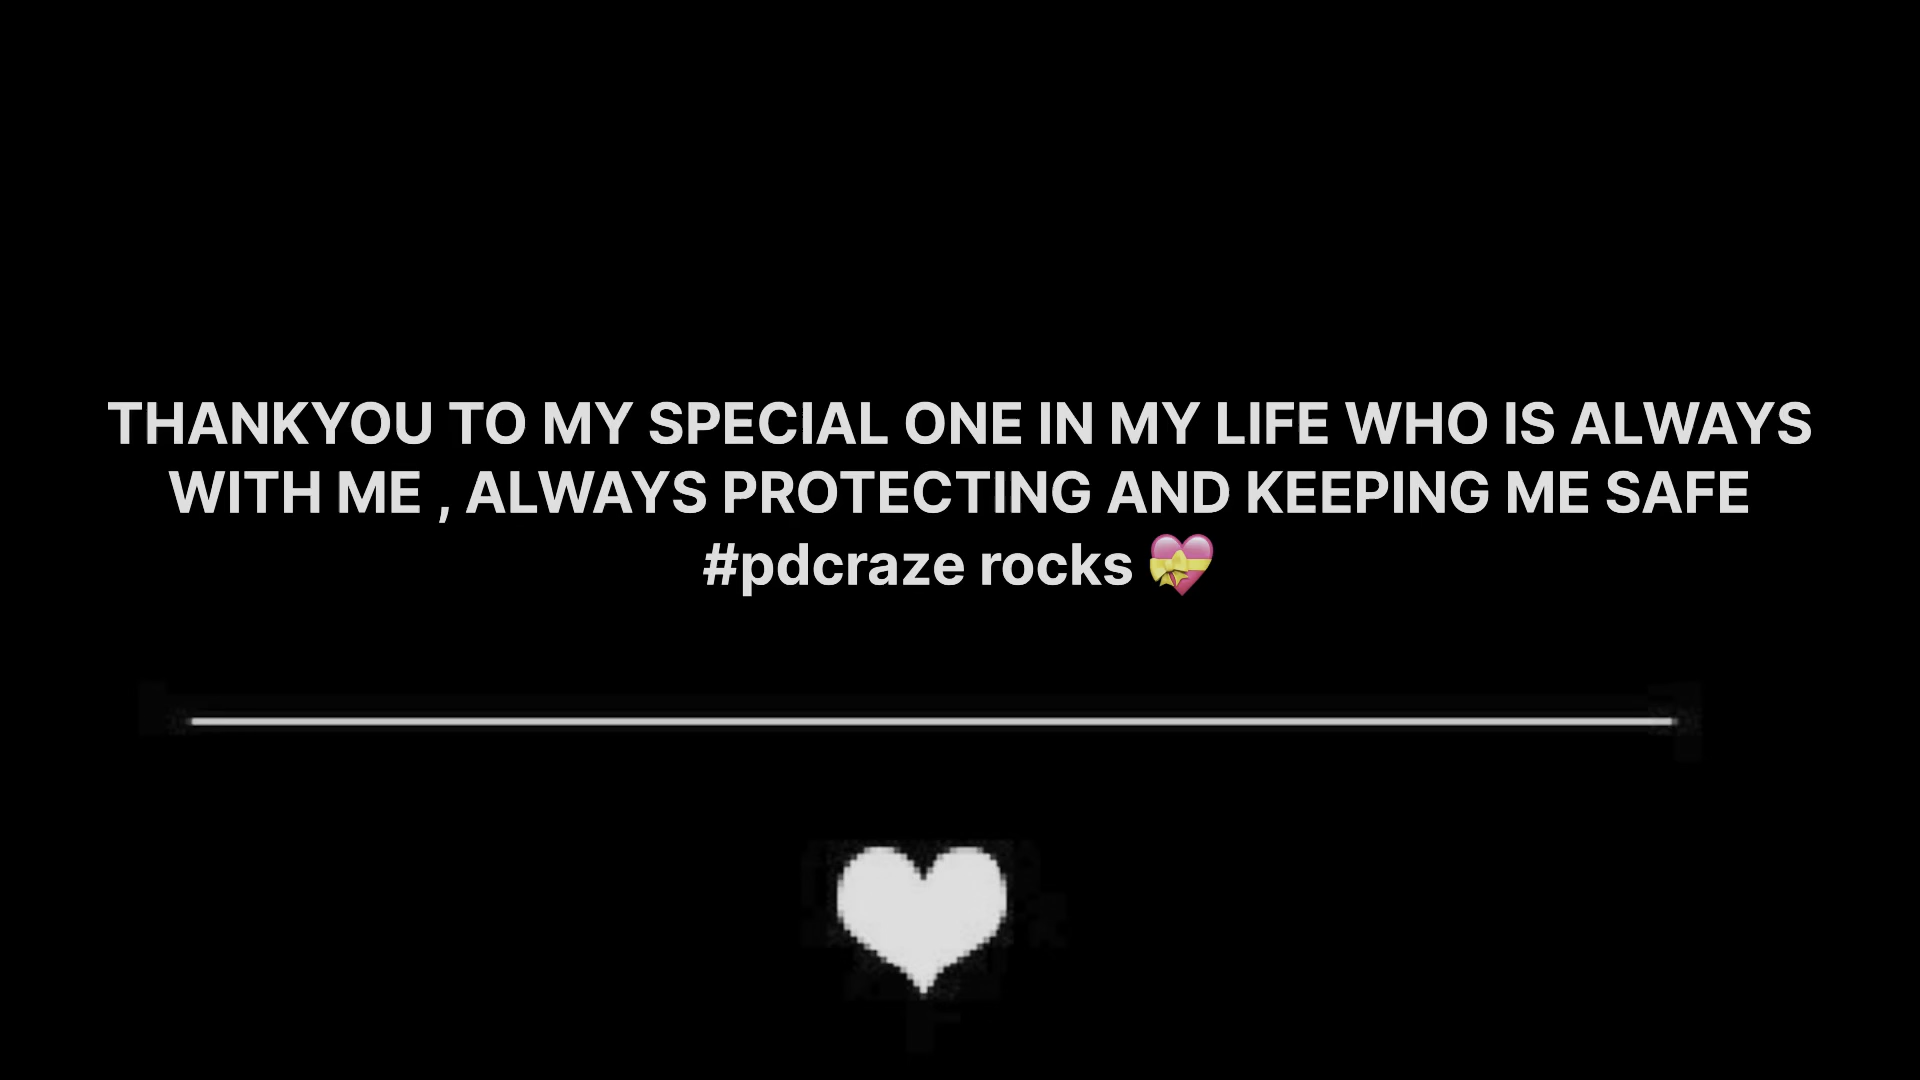 THANKYOU TO MY SPECIAL ONE IN MY LIFE WHO IS ALWAYS
WITH ME , ALWAYS PROTECTING AND KEEPING ME SAFE
#pdcraze rocks 💝